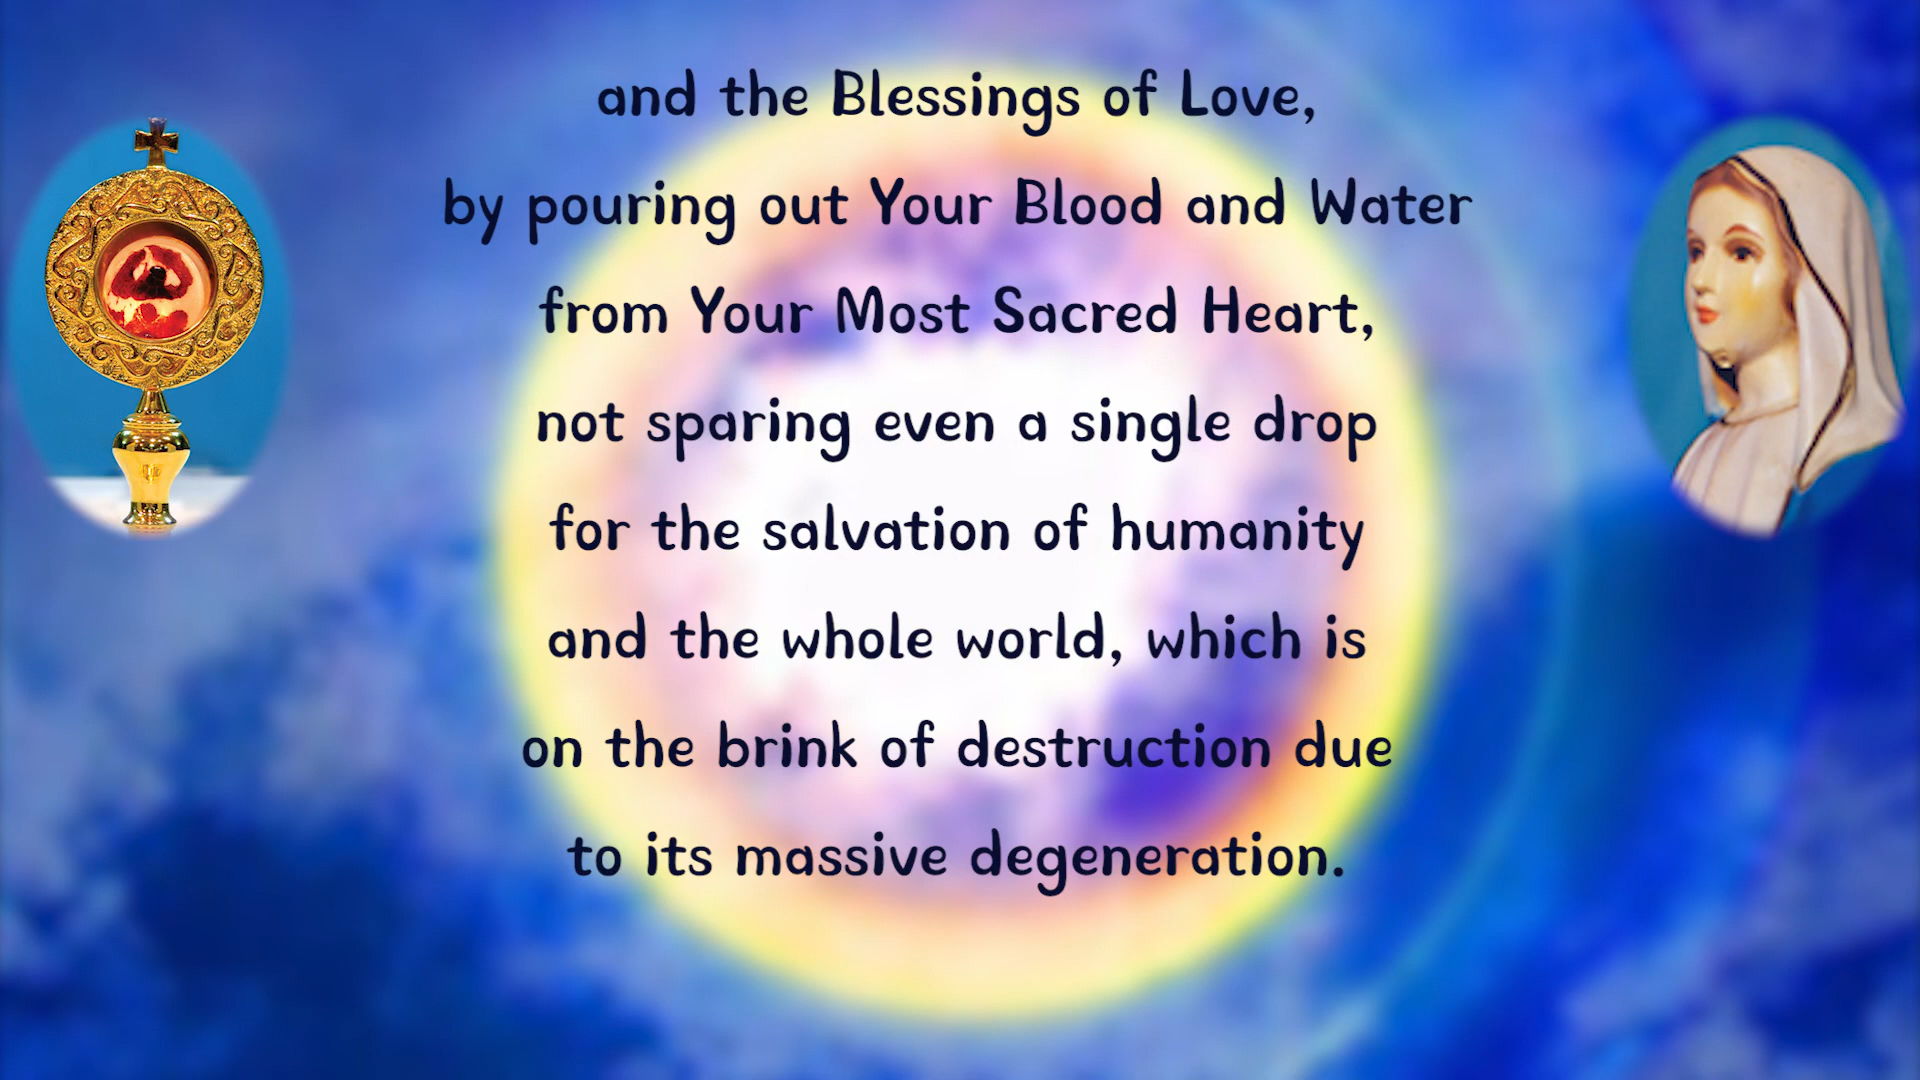 and the Blessings of Love,
by pouring out Your Blood and Water
from Your Most Sacred Heart,
not sparing even a single drop
for the salvation of humanity
and the whole world, which is
on the brink of destruction due
to its massive degeneration.